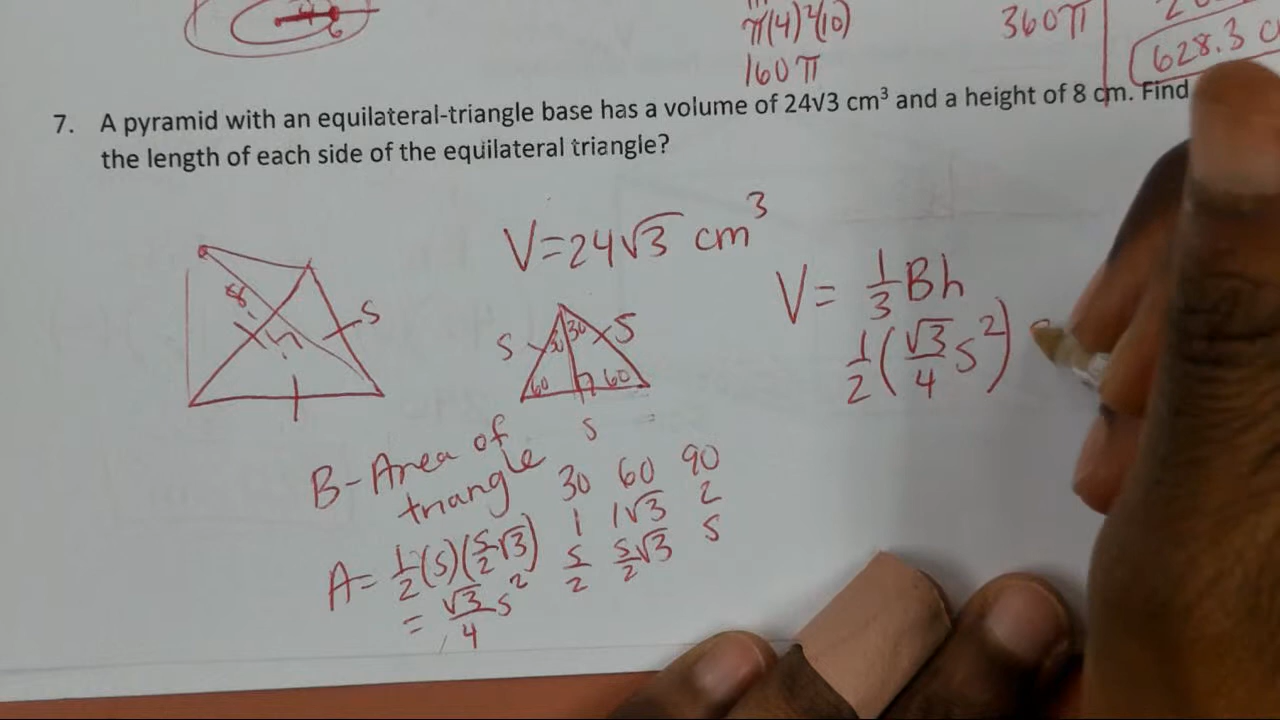 6
π(4)²(10)
160π
360π
628.3 c
7. A pyramid with an equilateral-triangle base has a volume of 24√3 cm³ and a height of 8 cm. Find
the length of each side of the equilateral triangle?
V=24√3 cm³
8
h
S
S 30 30 S
60 60
S
V= 1/3 Bh
1/2(√3/4 S²)
B-Area of
triangle
30 60 90
1 1√3 2
S/2 S/2√3 S
A= 1/2(S)(S/2√3)
= √3/4 S²